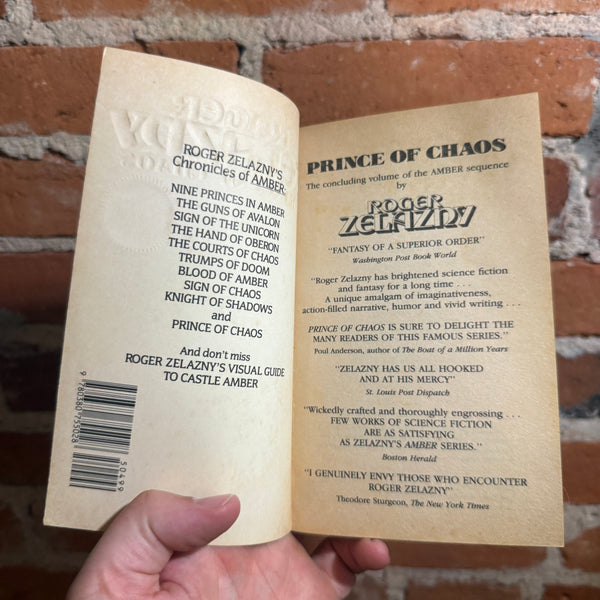 ROGER ZELAZNY'S
Chronicles of AMBER:
NINE PRINCES IN AMBER
THE GUNS OF AVALON
SIGN OF THE UNICORN
THE HAND OF OBERON
THE COURTS OF CHAOS
TRUMPS OF DOOM
BLOOD OF AMBER
SIGN OF CHAOS
KNIGHT OF SHADOWS
and
PRINCE OF CHAOS
And don't miss
ROGER ZELAZNY'S VISUAL GUIDE
TO CASTLE AMBER
9 780380 755028
50499
PRINCE OF CHAOS
The concluding volume of the AMBER sequence
by
ROGER
ZELAZNY
"FANTASY OF A SUPERIOR ORDER"
Washington Post Book World
"Roger Zelazny has brightened science fiction
and fantasy for a long time . . .
A unique amalgam of imaginativeness,
action-filled narrative, humor and vivid writing . . .
PRINCE OF CHAOS IS SURE TO DELIGHT THE
MANY READERS OF THIS FAMOUS SERIES."
Poul Anderson, author of The Boat of a Million Years
"ZELAZNY HAS US ALL HOOKED
AND AT HIS MERCY"
St. Louis Post Dispatch
"Wickedly crafted and thoroughly engrossing . . .
FEW WORKS OF SCIENCE FICTION
ARE AS SATISFYING
AS ZELAZNY'S AMBER SERIES."
Boston Herald
"I GENUINELY ENVY THOSE WHO ENCOUNTER
ROGER ZELAZNY"
Theodore Sturgeon, The New York Times